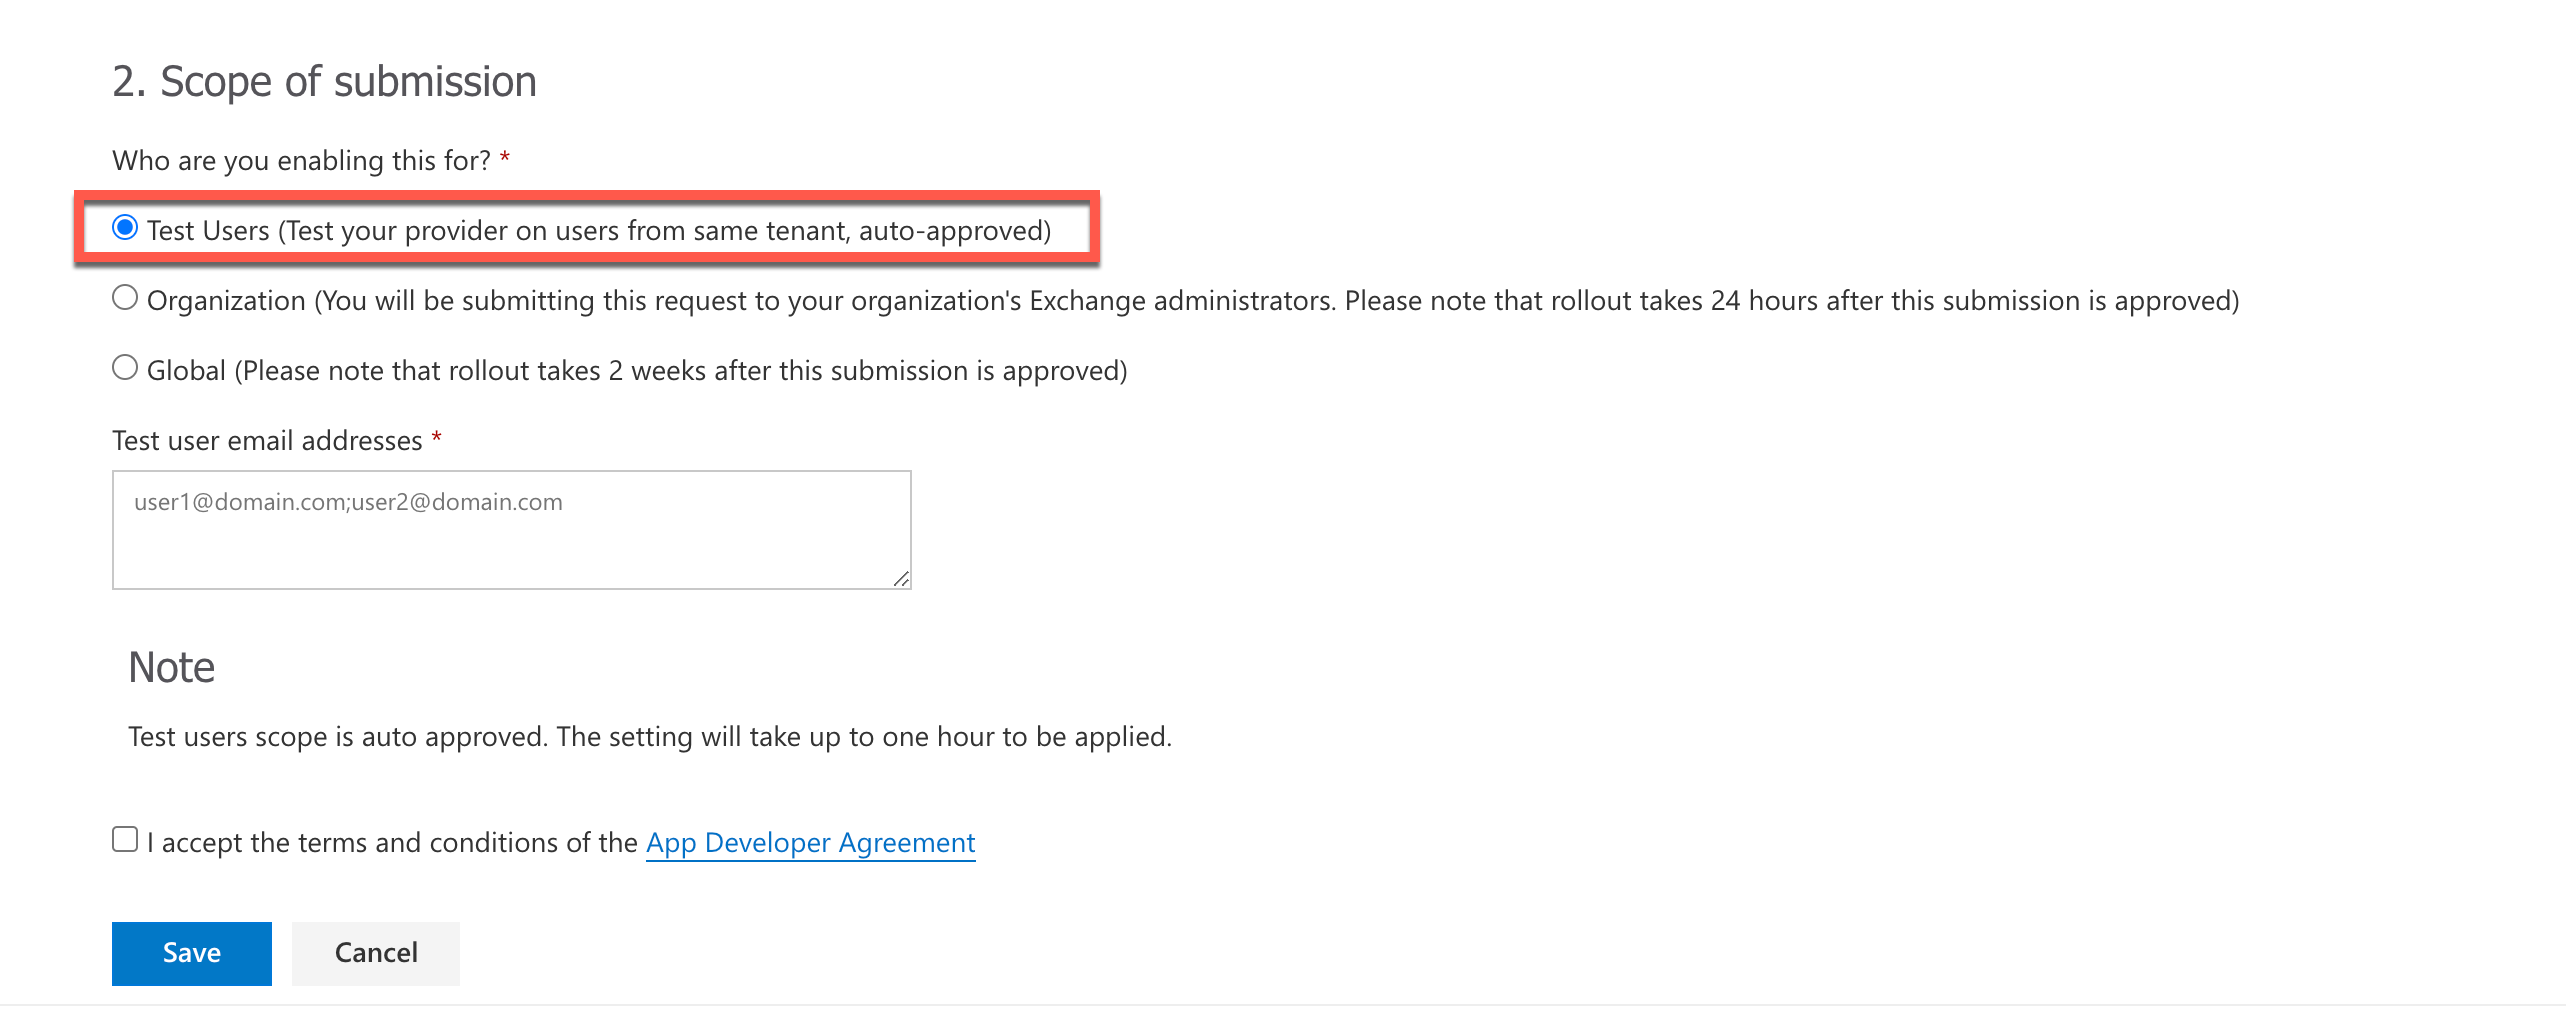 2. Scope of submission
Who are you enabling this for? *
Test Users (Test your provider on users from same tenant, auto-approved)
Organization (You will be submitting this request to your organization's Exchange administrators. Please note that rollout takes 24 hours after this submission is approved)
Global (Please note that rollout takes 2 weeks after this submission is approved)
Test user email addresses *
user1@domain.com;user2@domain.com
Note
Test users scope is auto approved. The setting will take up to one hour to be applied.
I accept the terms and conditions of the App Developer Agreement
Save Cancel